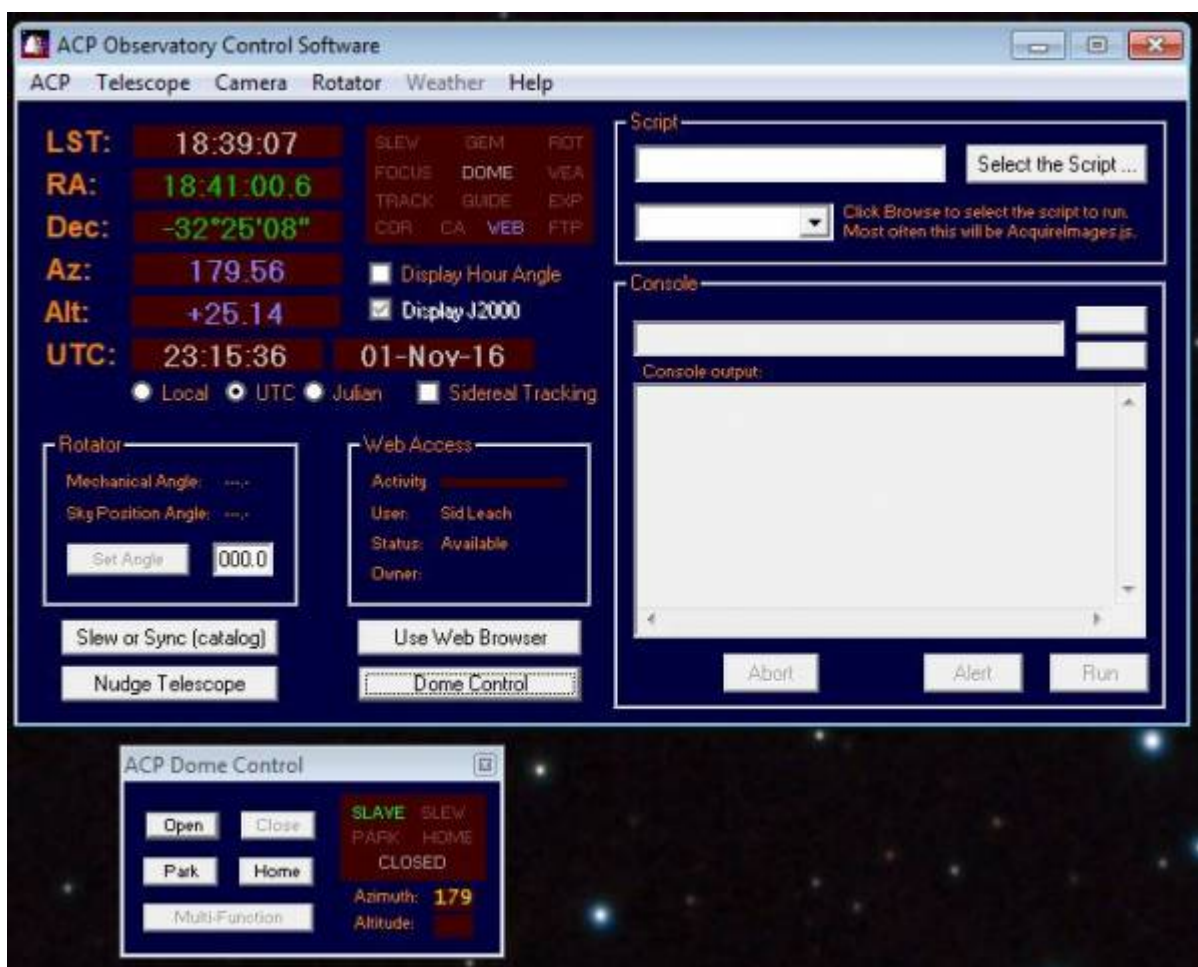 ACP Observatory Control Software
ACP Telescope Camera Rotator Weather Help
LST: 18:39:07
RA: 18:41:00.6
Dec: -32°25'08"
Az: 179.56
Alt: +25.14
UTC: 23:15:36 01-Nov-16
SLEW GEM ROT
FOCUS DOME WEA
TRACK GUIDE EXP
COR CA WEB FTP
Display Hour Angle
Display J2000
Local UTC Julian Sidereal Tracking
Rotator
Mechanical Angle: ---.-
Sky Position Angle: ---.-
Set Angle 000.0
Web Access
Activity
User: Sid Leach
Status: Available
Owner:
Slew or Sync (catalog)
Use Web Browser
Nudge Telescope
Dome Control
Script
Select the Script ...
Click Browse to select the script to run.
Most often this will be AcquireImages.js.
Console
Console output:
Abort Alert Run
ACP Dome Control
Open Close
Park Home
Multi-Function
SLAVE SLEW
PARK HOME
CLOSED
Azimuth: 179
Altitude: